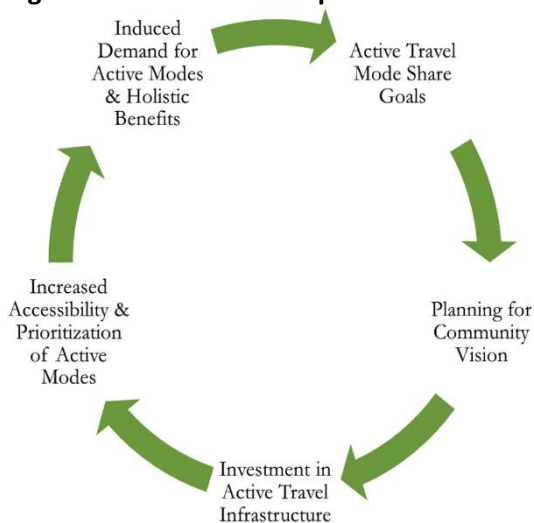 Induced
Demand for
Active Modes
& Holistic
Benefits
Active Travel
Mode Share
Goals
Planning for
Community
Vision
Investment in
Active Travel
Infrastructure
Increased
Accessibility &
Prioritization
of Active
Modes